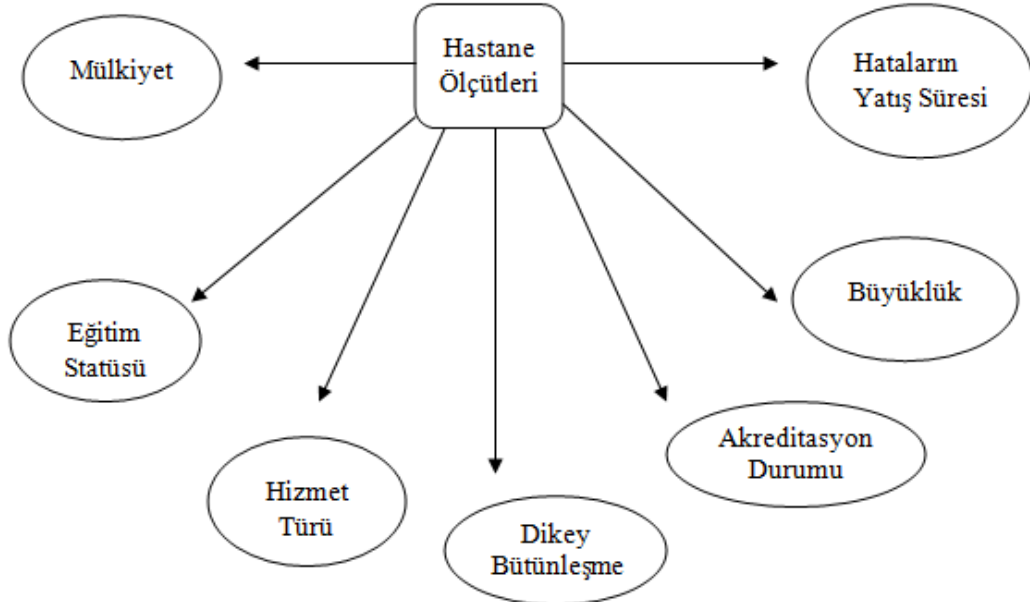 Hastane
Ölçütleri
Mülkiyet
Hataların
Yatış Süresi
Eğitim
Statüsü
Büyüklük
Hizmet
Türü
Dikey
Bütünleşme
Akreditasyon
Durumu